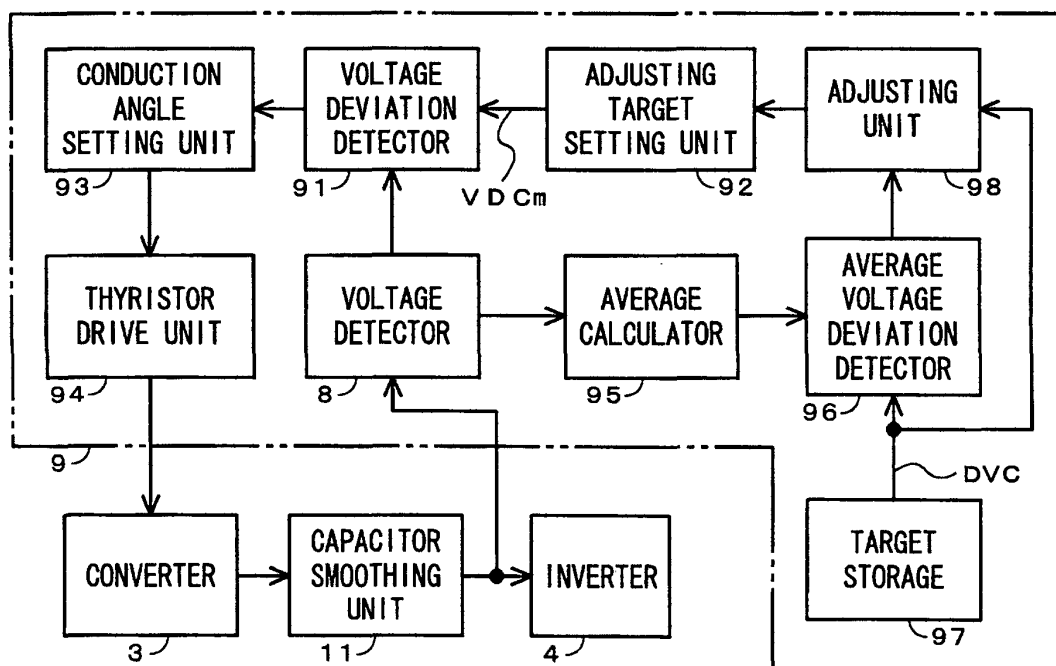 CONDUCTION
ANGLE
SETTING UNIT
93
VOLTAGE
DEVIATION
DETECTOR
91
VDCm
ADJUSTING
TARGET
SETTING UNIT
92
ADJUSTING
UNIT
98
THYRISTOR
DRIVE UNIT
94
VOLTAGE
DETECTOR
8
AVERAGE
CALCULATOR
95
AVERAGE
VOLTAGE
DEVIATION
DETECTOR
96
9
DVC
CONVERTER
3
CAPACITOR
SMOOTHING
UNIT
11
INVERTER
4
TARGET
STORAGE
97